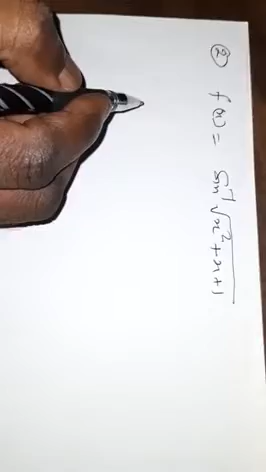 ② f(x) = sin⁻¹ √x²+x+1